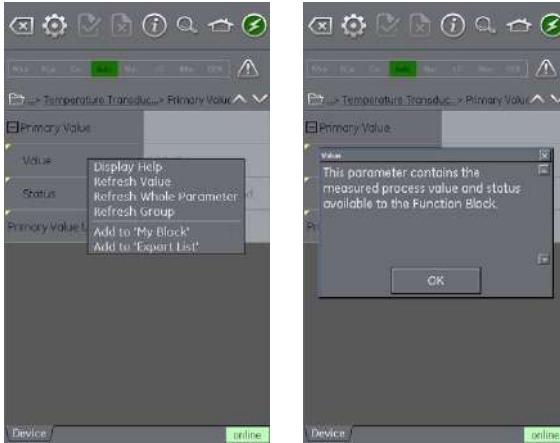 ...> Temperature Transduc...> Primary Value
Primary Value
Value
Status
Primary Value
Display Help
Refresh Value
Refresh Whole Parameter
Refresh Group
Add to 'My Block'
Add to 'Export List'
Device
online
...> Temperature Transduc...> Primary Value
Primary Value
Value
This parameter contains the
measured process value and status
available to the Function Block.
OK
Device
online